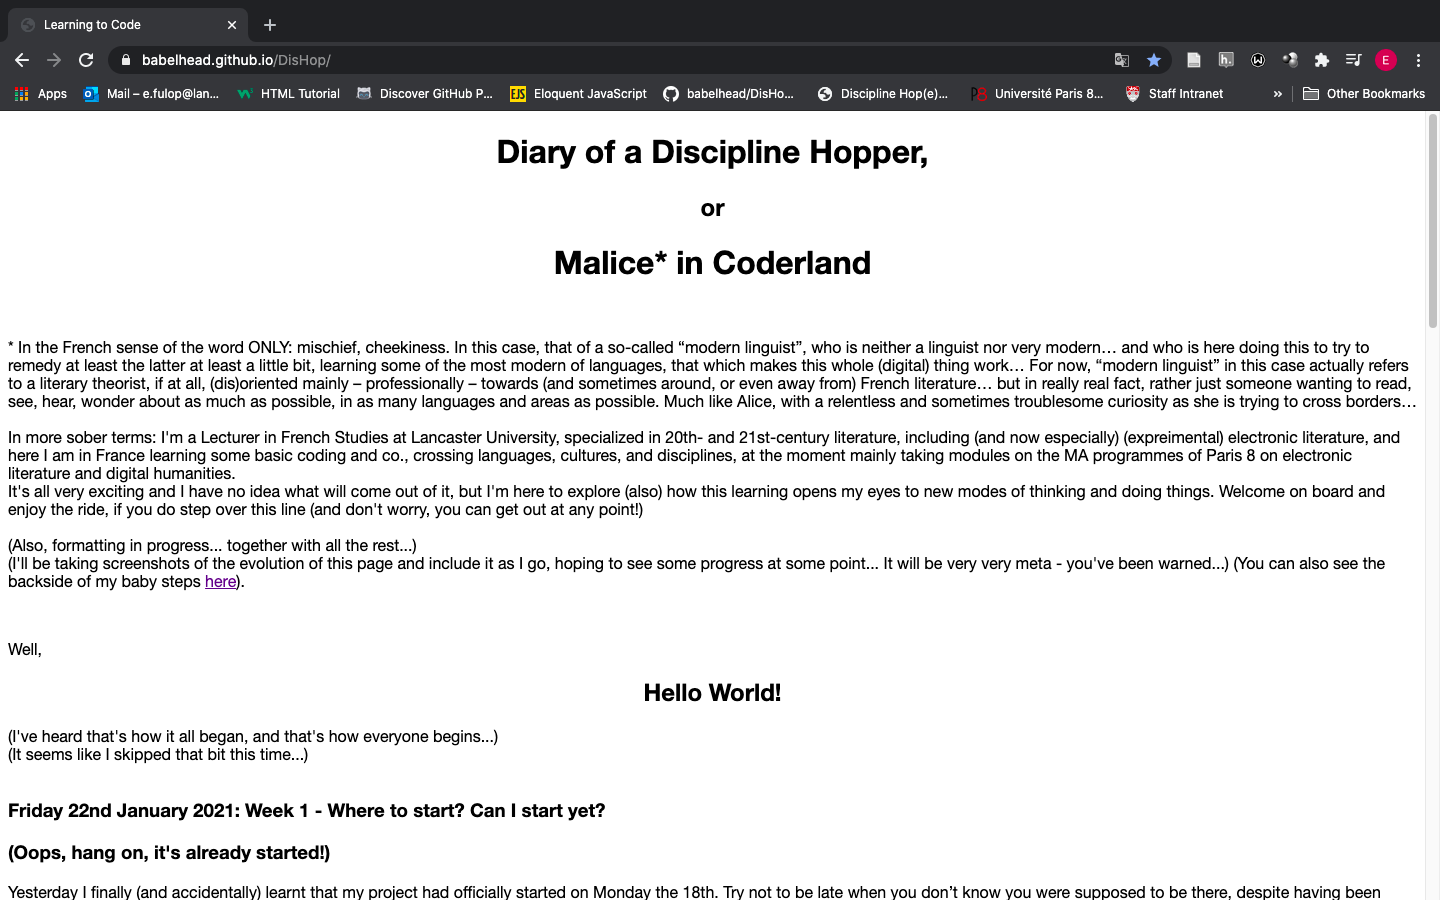 Learning to Code
babelhead.github.io/DisHop/
E
Apps
Mail – e.fulop@lan...
HTML Tutorial
Discover GitHub P...
EJS
Eloquent JavaScript
babelhead/DisHo...
Discipline Hop(e)...
Université Paris 8...
Staff Intranet
»
Other Bookmarks
Diary of a Discipline Hopper,
or
Malice* in Coderland
* In the French sense of the word ONLY: mischief, cheekiness. In this case, that of a so-called “modern linguist”, who is neither a linguist nor very modern… and who is here doing this to try to
remedy at least the latter at least a little bit, learning some of the most modern of languages, that which makes this whole (digital) thing work… For now, “modern linguist” in this case actually refers
to a literary theorist, if at all, (dis)oriented mainly – professionally – towards (and sometimes around, or even away from) French literature… but in really real fact, rather just someone wanting to read,
see, hear, wonder about as much as possible, in as many languages and areas as possible. Much like Alice, with a relentless and sometimes troublesome curiosity as she is trying to cross borders…
In more sober terms: I'm a Lecturer in French Studies at Lancaster University, specialized in 20th- and 21st-century literature, including (and now especially) (expreimental) electronic literature, and
here I am in France learning some basic coding and co., crossing languages, cultures, and disciplines, at the moment mainly taking modules on the MA programmes of Paris 8 on electronic
literature and digital humanities.
It's all very exciting and I have no idea what will come out of it, but I'm here to explore (also) how this learning opens my eyes to new modes of thinking and doing things. Welcome on board and
enjoy the ride, if you do step over this line (and don't worry, you can get out at any point!)
(Also, formatting in progress... together with all the rest...)
(I'll be taking screenshots of the evolution of this page and include it as I go, hoping to see some progress at some point... It will be very very meta - you've been warned...) (You can also see the
backside of my baby steps here).
Well,
Hello World!
(I've heard that's how it all began, and that's how everyone begins...)
(It seems like I skipped that bit this time...)
Friday 22nd January 2021: Week 1 - Where to start? Can I start yet?
(Oops, hang on, it's already started!)
Yesterday I finally (and accidentally) learnt that my project had officially started on Monday the 18th. Try not to be late when you don’t know you were supposed to be there, despite having been